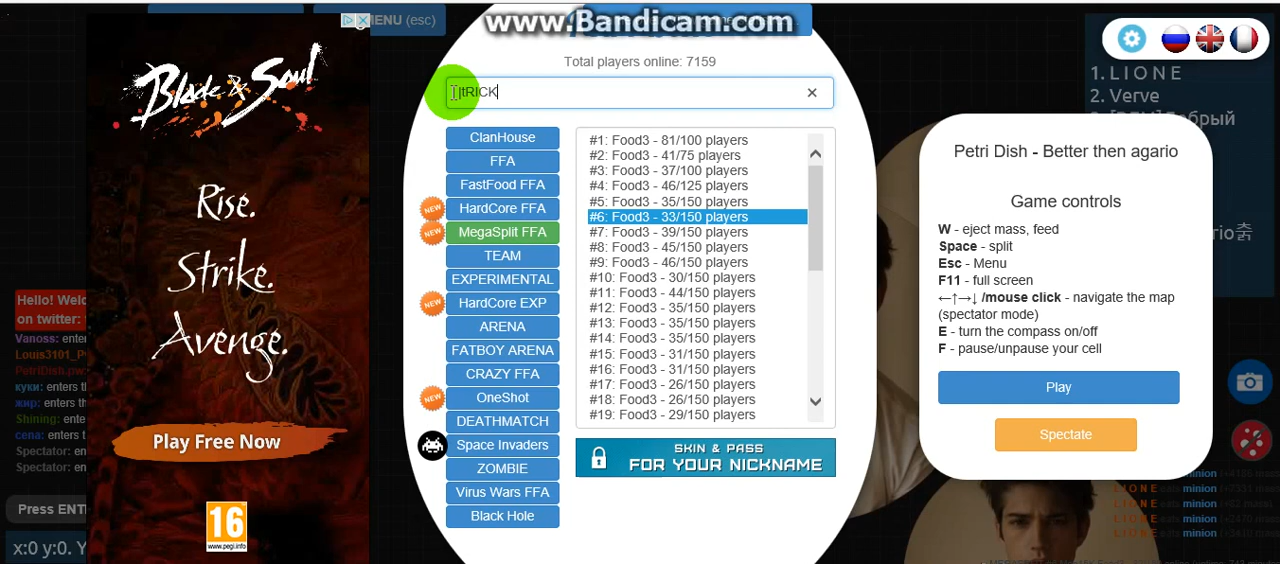 www.Bandicam.com
MENU (esc)
Total players online: 7159
tRICK
Blade & Soul
Rise.
Strike.
Avenge.
Play Free Now
16
www.pegi.info
Hello! Welc
on twitter:
Vanoss: ente
Louis3101_P
PetriDish.pw
куки: enters th
жир: enters th
Shining: ente
cena: enters t
Spectator: ente
Spectator: ente
Press ENT
x:0 y:0. Y
ClanHouse
FFA
FastFood FFA
NEW HardCore FFA
NEW MegaSplit FFA
TEAM
EXPERIMENTAL
NEW HardCore EXP
ARENA
FATBOY ARENA
CRAZY FFA
NEW OneShot
DEATHMATCH
Space Invaders
ZOMBIE
Virus Wars FFA
Black Hole
#1: Food3 - 81/100 players
#2: Food3 - 41/75 players
#3: Food3 - 37/100 players
#4: Food3 - 46/125 players
#5: Food3 - 35/150 players
#6: Food3 - 33/150 players
#7: Food3 - 39/150 players
#8: Food3 - 45/150 players
#9: Food3 - 46/150 players
#10: Food3 - 30/150 players
#11: Food3 - 44/150 players
#12: Food3 - 35/150 players
#13: Food3 - 35/150 players
#14: Food3 - 35/150 players
#15: Food3 - 31/150 players
#16: Food3 - 31/150 players
#17: Food3 - 26/150 players
#18: Food3 - 26/150 players
#19: Food3 - 29/150 players
SKIN & PASS
FOR YOUR NICKNAME
1. L I O N E
2. Verve
Petri Dish - Better then agario
Game controls
W - eject mass, feed
Space - split
Esc - Menu
F11 - full screen
←↑→↓ /mouse click - navigate the map
(spectator mode)
E - turn the compass on/off
F - pause/unpause your cell
Play
Spectate
minion
L I O N E eats minion
L I O N E eats minion
L I O N E eats minion
L I O N E eats minion